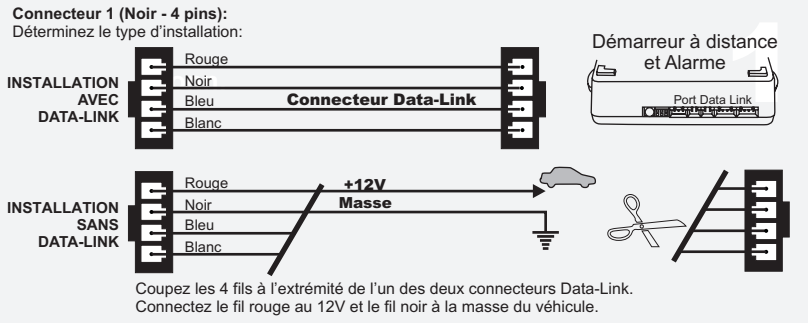 Connecteur 1 (Noir - 4 pins):
Déterminez le type d'installation:
INSTALLATION
AVEC
DATA-LINK
Rouge
Noir
Bleu
Blanc
Connecteur Data-Link
Démarreur à distance
et Alarme
Port Data Link
INSTALLATION
SANS
DATA-LINK
Rouge
Noir
Bleu
Blanc
+12V
Masse
Coupez les 4 fils à l'extrémité de l'un des deux connecteurs Data-Link.
Connectez le fil rouge au 12V et le fil noir à la masse du véhicule.